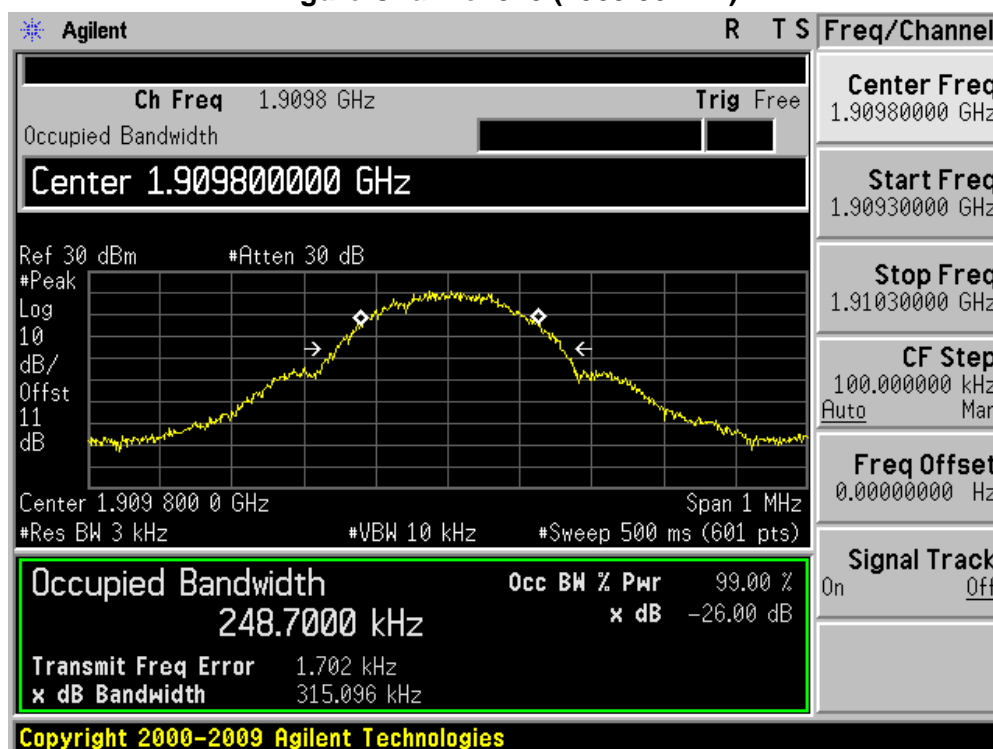 Agilent R T S Freq/Channel
Ch Freq 1.9098 GHz Trig Free
Occupied Bandwidth
Center 1.909800000 GHz
Ref 30 dBm #Atten 30 dB
#Peak
Log
10
dB/
Offst
11
dB
Center 1.909 800 0 GHz Span 1 MHz
#Res BW 3 kHz #VBW 10 kHz #Sweep 500 ms (601 pts)
Occupied Bandwidth Occ BW % Pwr 99.00 %
248.7000 kHz x dB -26.00 dB
Transmit Freq Error 1.702 kHz
x dB Bandwidth 315.096 kHz
Center Freq
1.90980000 GHz
Start Freq
1.90930000 GHz
Stop Freq
1.91030000 GHz
CF Step
100.000000 kHz
Auto Man
Freq Offset
0.00000000 Hz
Signal Track
On Off
Copyright 2000-2009 Agilent Technologies